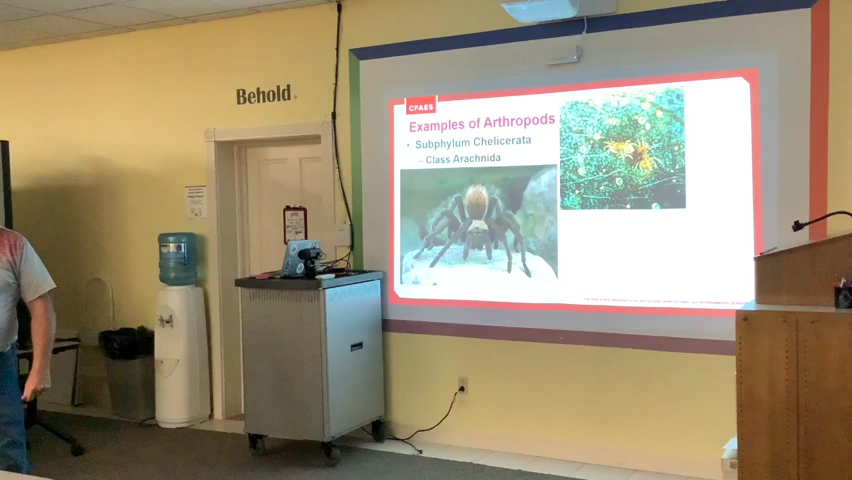 Behold.
CFAES
Examples of Arthropods
• Subphylum Chelicerata
– Class Arachnida